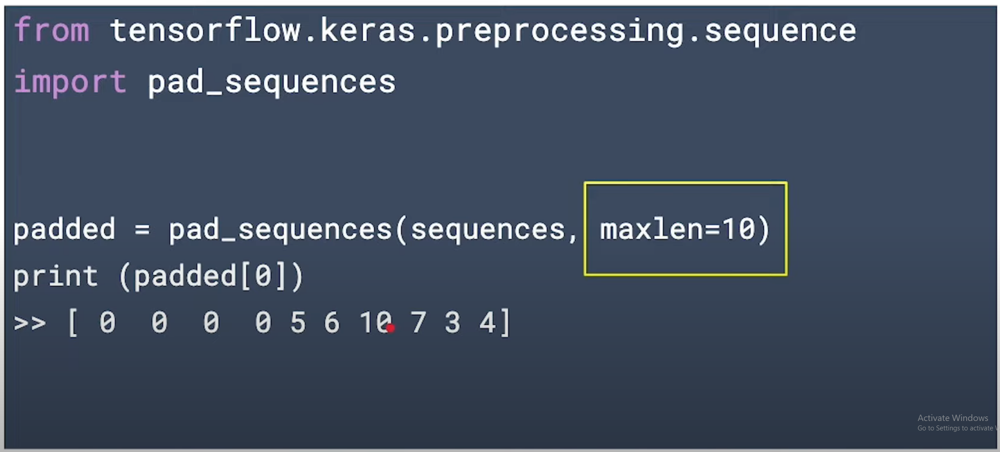 from tensorflow.keras.preprocessing.sequence
import pad_sequences
padded = pad_sequences(sequences, maxlen=10)
print (padded[0])
>> [ 0 0 0 0 5 6 10 7 3 4]
Activate Windows
Go to Settings to activate